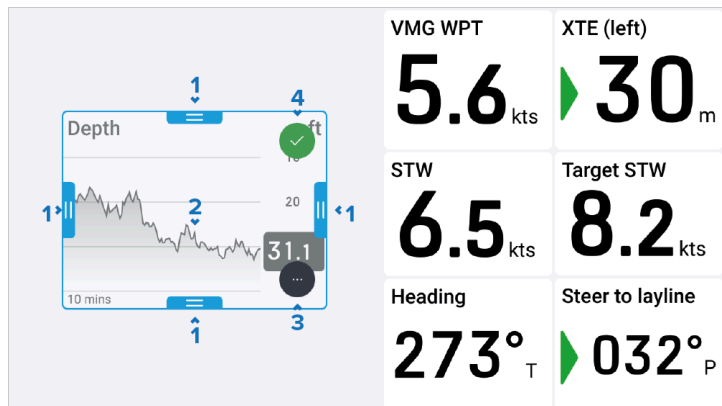 VMG WPT
5.6 kts
XTE (left)
30 m
1
4
Depth
ft
20
1
2
1
31.1
10 mins
...
1
3
STW
6.5 kts
Target STW
8.2 kts
Heading
273° T
Steer to layline
032° P